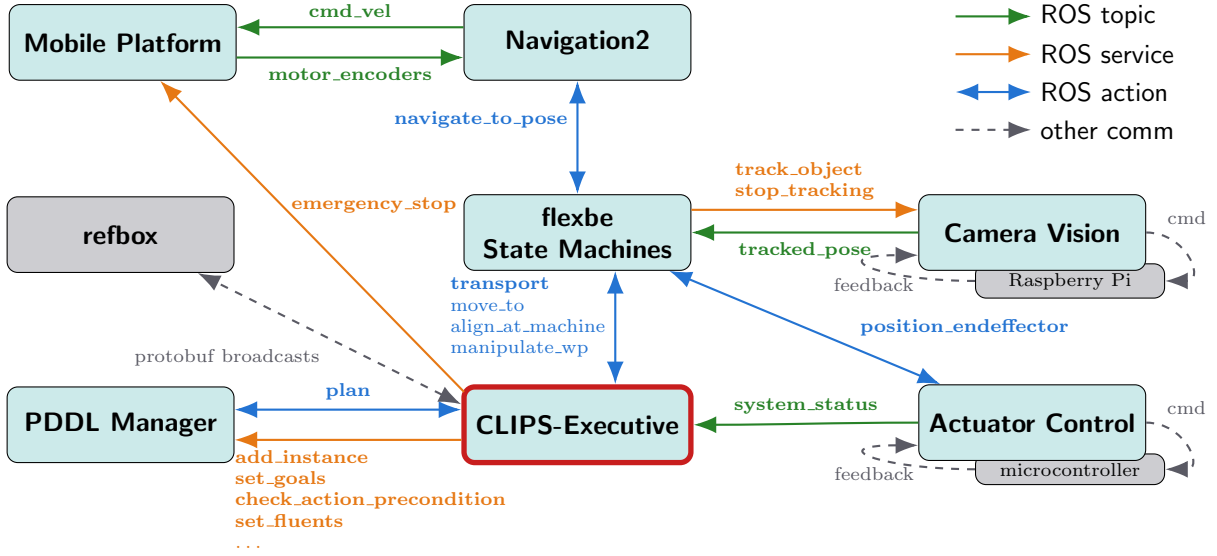 cmd_vel
Mobile Platform
Navigation2
motor_encoders
ROS topic
ROS service
ROS action
other comm
navigate_to_pose
track_object
stop_tracking
refbox
emergency_stop
flexbe
State Machines
Camera Vision
cmd
tracked_pose
feedback
Raspberry Pi
transport
move_to
align_at_machine
manipulate_wp
position_endeffector
protobuf broadcasts
PDDL Manager
plan
CLIPS-Executive
system_status
Actuator Control
cmd
feedback
microcontroller
add_instance
set_goals
check_action_precondition
set_fluents
...